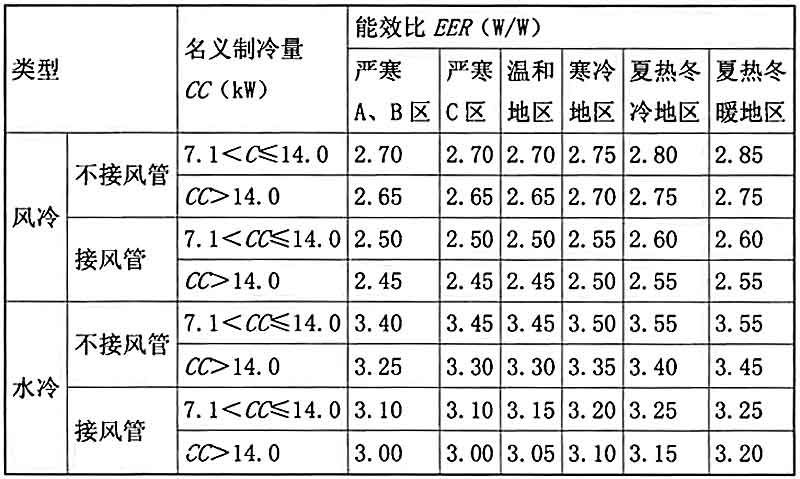 类型 名义制冷量 CC（kW） 能效比 EER（W/W）
严寒A、B区 严寒C区 温和地区 寒冷地区 夏热冬冷地区 夏热冬暖地区
风冷 不接风管 7.1＜C≤14.0 2.70 2.70 2.70 2.75 2.80 2.85
CC＞14.0 2.65 2.65 2.65 2.70 2.75 2.75
接风管 7.1＜CC≤14.0 2.50 2.50 2.50 2.55 2.60 2.60
CC＞14.0 2.45 2.45 2.45 2.50 2.55 2.55
水冷 不接风管 7.1＜CC≤14.0 3.40 3.45 3.45 3.50 3.55 3.55
CC＞14.0 3.25 3.30 3.30 3.35 3.40 3.45
接风管 7.1＜CC≤14.0 3.10 3.10 3.15 3.20 3.25 3.25
CC＞14.0 3.00 3.00 3.05 3.10 3.15 3.20